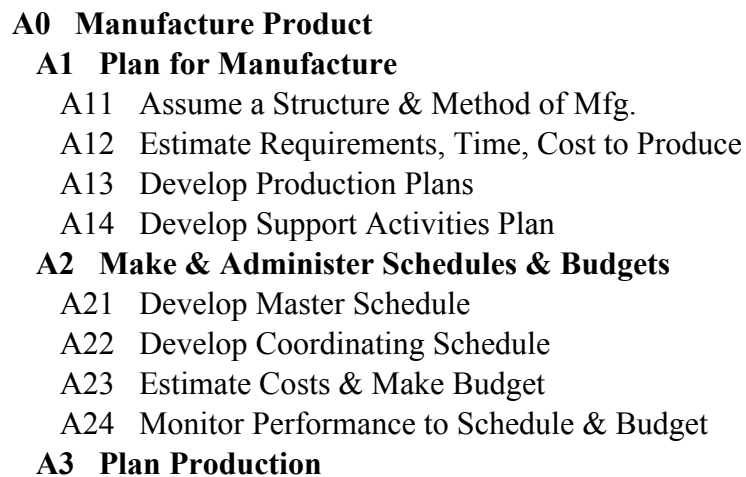 A0 Manufacture Product
A1 Plan for Manufacture
A11 Assume a Structure & Method of Mfg.
A12 Estimate Requirements, Time, Cost to Produce
A13 Develop Production Plans
A14 Develop Support Activities Plan
A2 Make & Administer Schedules & Budgets
A21 Develop Master Schedule
A22 Develop Coordinating Schedule
A23 Estimate Costs & Make Budget
A24 Monitor Performance to Schedule & Budget
A3 Plan Production